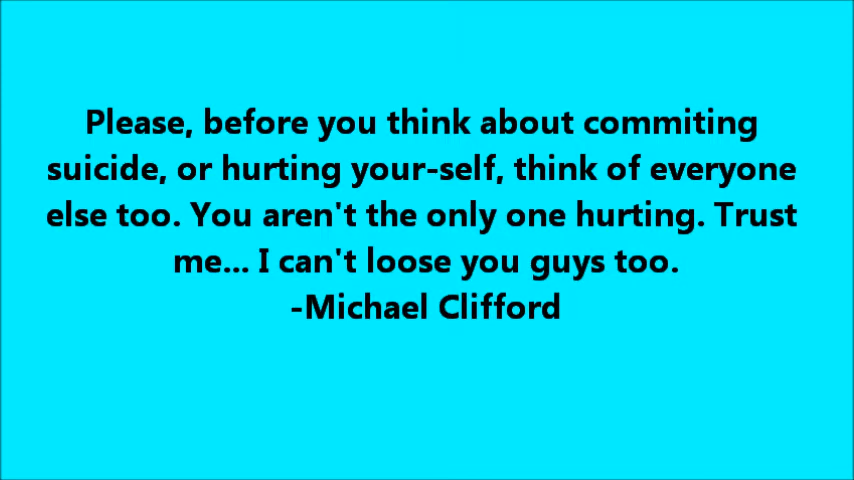 Please, before you think about commiting
suicide, or hurting your-self, think of everyone
else too. You aren't the only one hurting. Trust
me... I can't loose you guys too.
-Michael Clifford